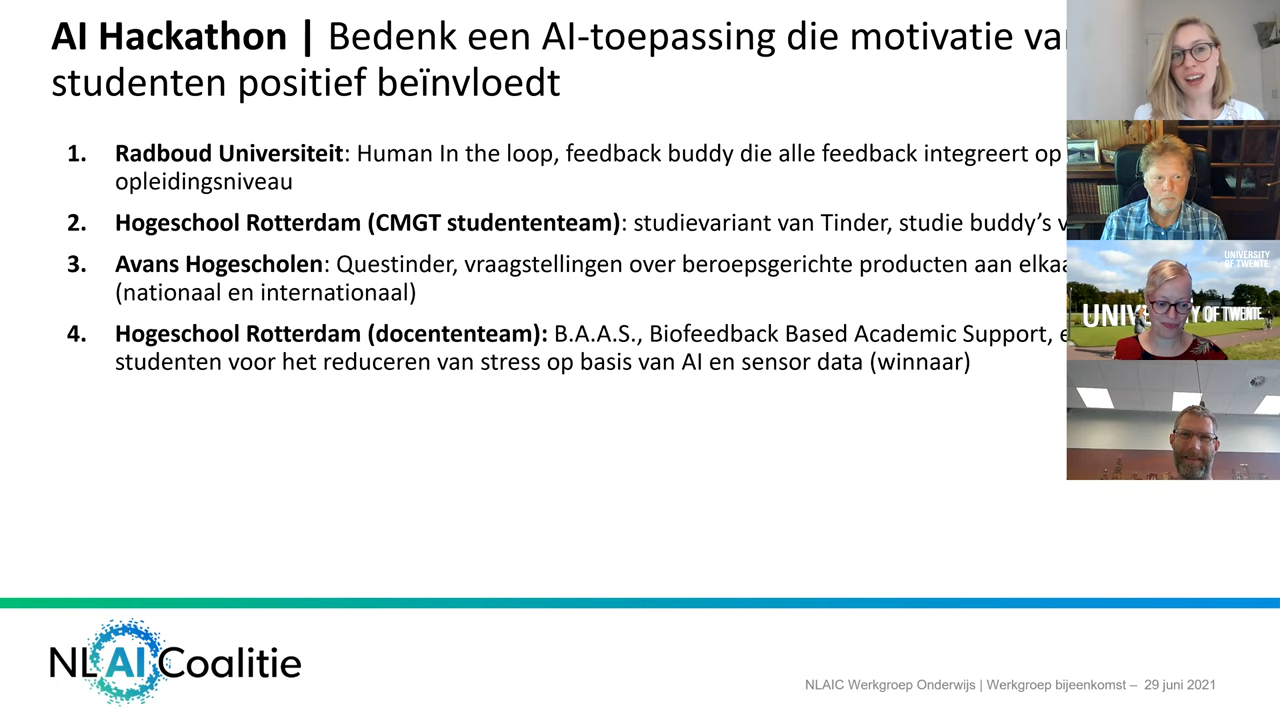 AI Hackathon | Bedenk een AI-toepassing die motivatie
studenten positief beïnvloedt
1. Radboud Universiteit: Human In the loop, feedback buddy die alle feedback integreert op
opleidingsniveau
2. Hogeschool Rotterdam (CMGT studententeam): studievariant van Tinder, studie buddy's
3. Avans Hogescholen: Questinder, vraagstellingen over beroepsgerichte producten aan
(nationaal en internationaal)
4. Hogeschool Rotterdam (docententeam): B.A.A.S., Biofeedback Based Academic Support,
studenten voor het reduceren van stress op basis van AI en sensor data (winnaar)
UNIVERSITY
OF TWENTE.
OF TWENTE.
NL AI Coalitie
NLAIC Werkgroep Onderwijs | Werkgroep bijeenkomst – 29 juni 2021